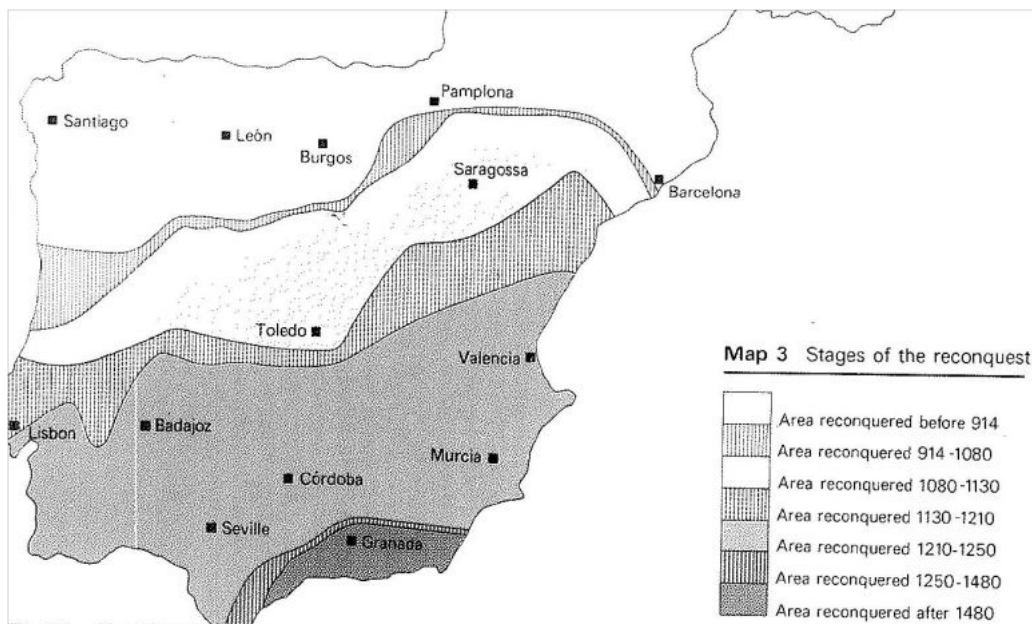 Pamplona
Santiago
León
Burgos
Saragossa
Barcelona
Toledo
Valencia
Lisbon
Badajoz
Murcia
Córdoba
Seville
Granada
Map 3 Stages of the reconquest
Area reconquered before 914
Area reconquered 914-1080
Area reconquered 1080-1130
Area reconquered 1130-1210
Area reconquered 1210-1250
Area reconquered 1250-1480
Area reconquered after 1480